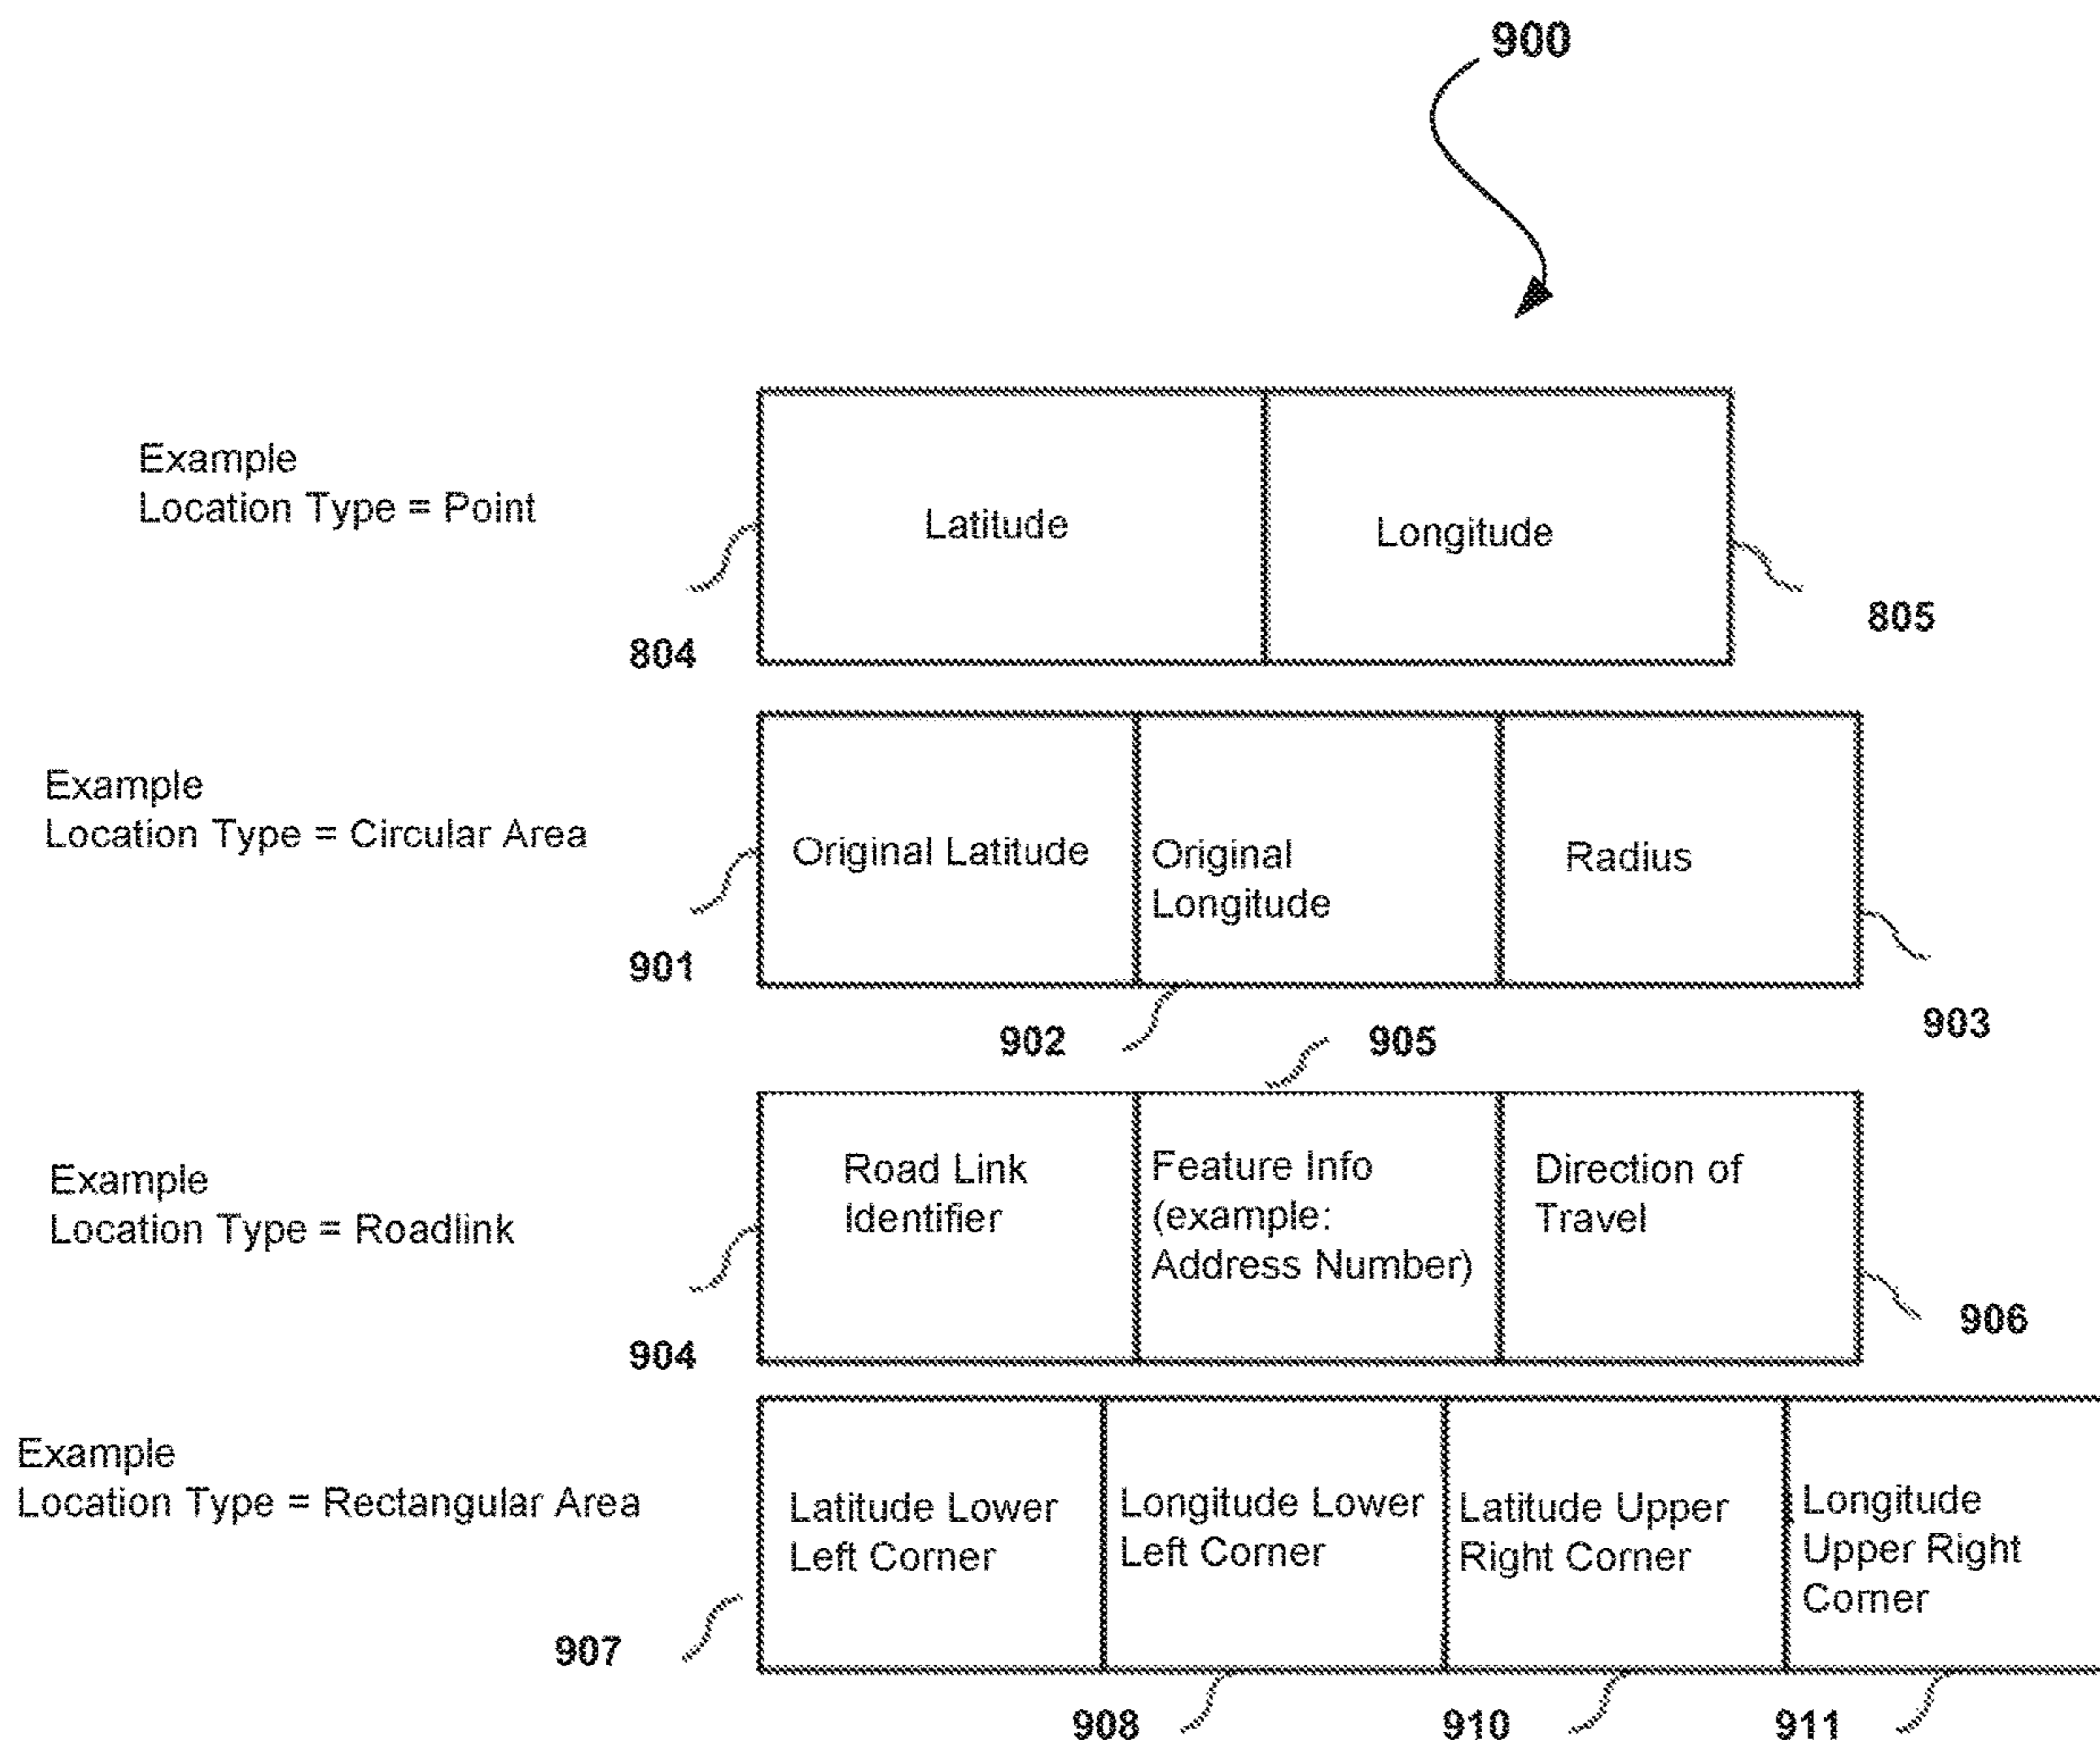 900
Example
Location Type = Point
Latitude
Longitude
804
805
Example
Location Type = Circular Area
Original Latitude
Original
Longitude
Radius
901
902
903
905
Example
Location Type = Roadlink
Road Link
Identifier
Feature Info
(example:
Address Number)
Direction of
Travel
904
906
Example
Location Type = Rectangular Area
Latitude Lower
Left Corner
Longitude Lower
Left Corner
Latitude Upper
Right Corner
Longitude
Upper Right
Corner
907
908
910
911